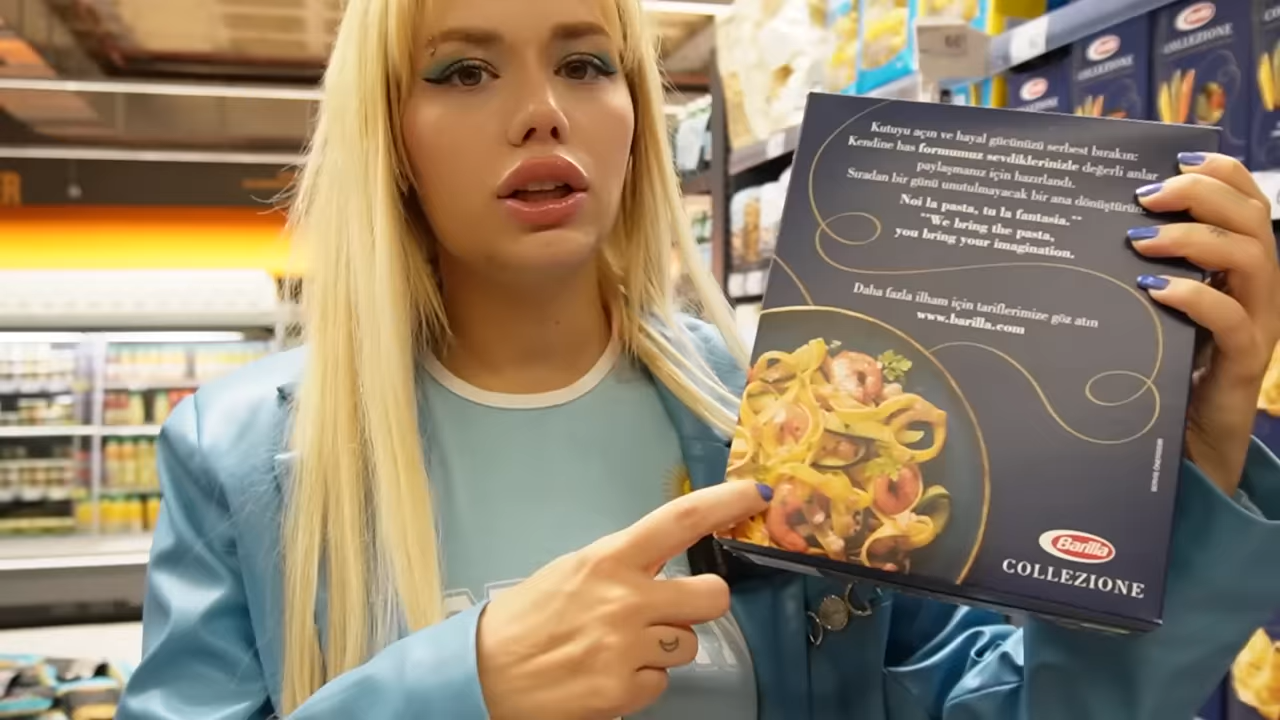 Kutuyu açın ve hayal gücünüzü serbest bırakın:
Kendine has formumuz sevdiklerinizle değerli anlar
paylaşmanız için hazırlandı.
Sıradan bir günü unutulmayacak bir ana dönüştürün.
Noi la pasta, tu la fantasia.**
**We bring the pasta,
you bring your imagination.
Daha fazla ilham için tariflerimize göz atın
www.barilla.com
Barilla
COLLEZIONE
COLLEZIONE
COLLEZIONE